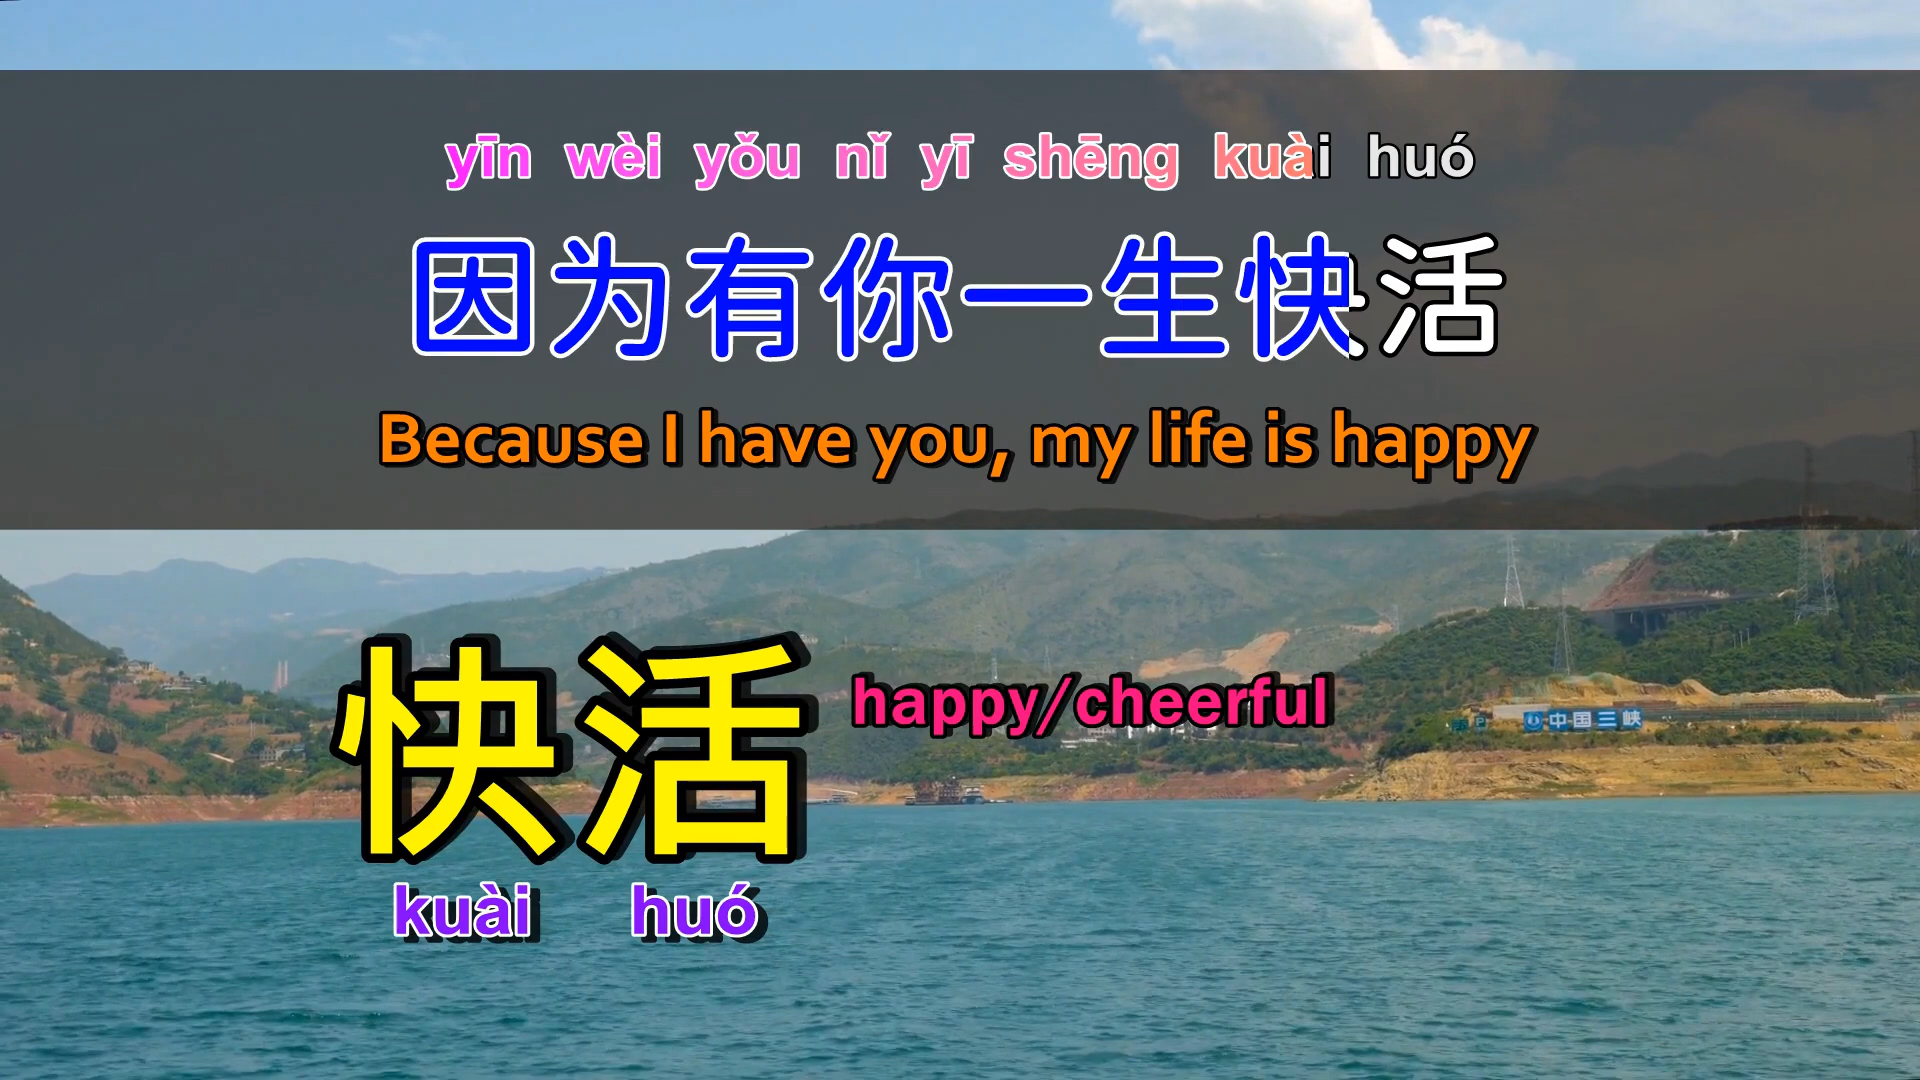 yīn wèi yǒu nǐ yī shēng kuài huó
因为有你一生快活
Because I have you, my life is happy
快活 happy/cheerful
kuài huó
中国三峡